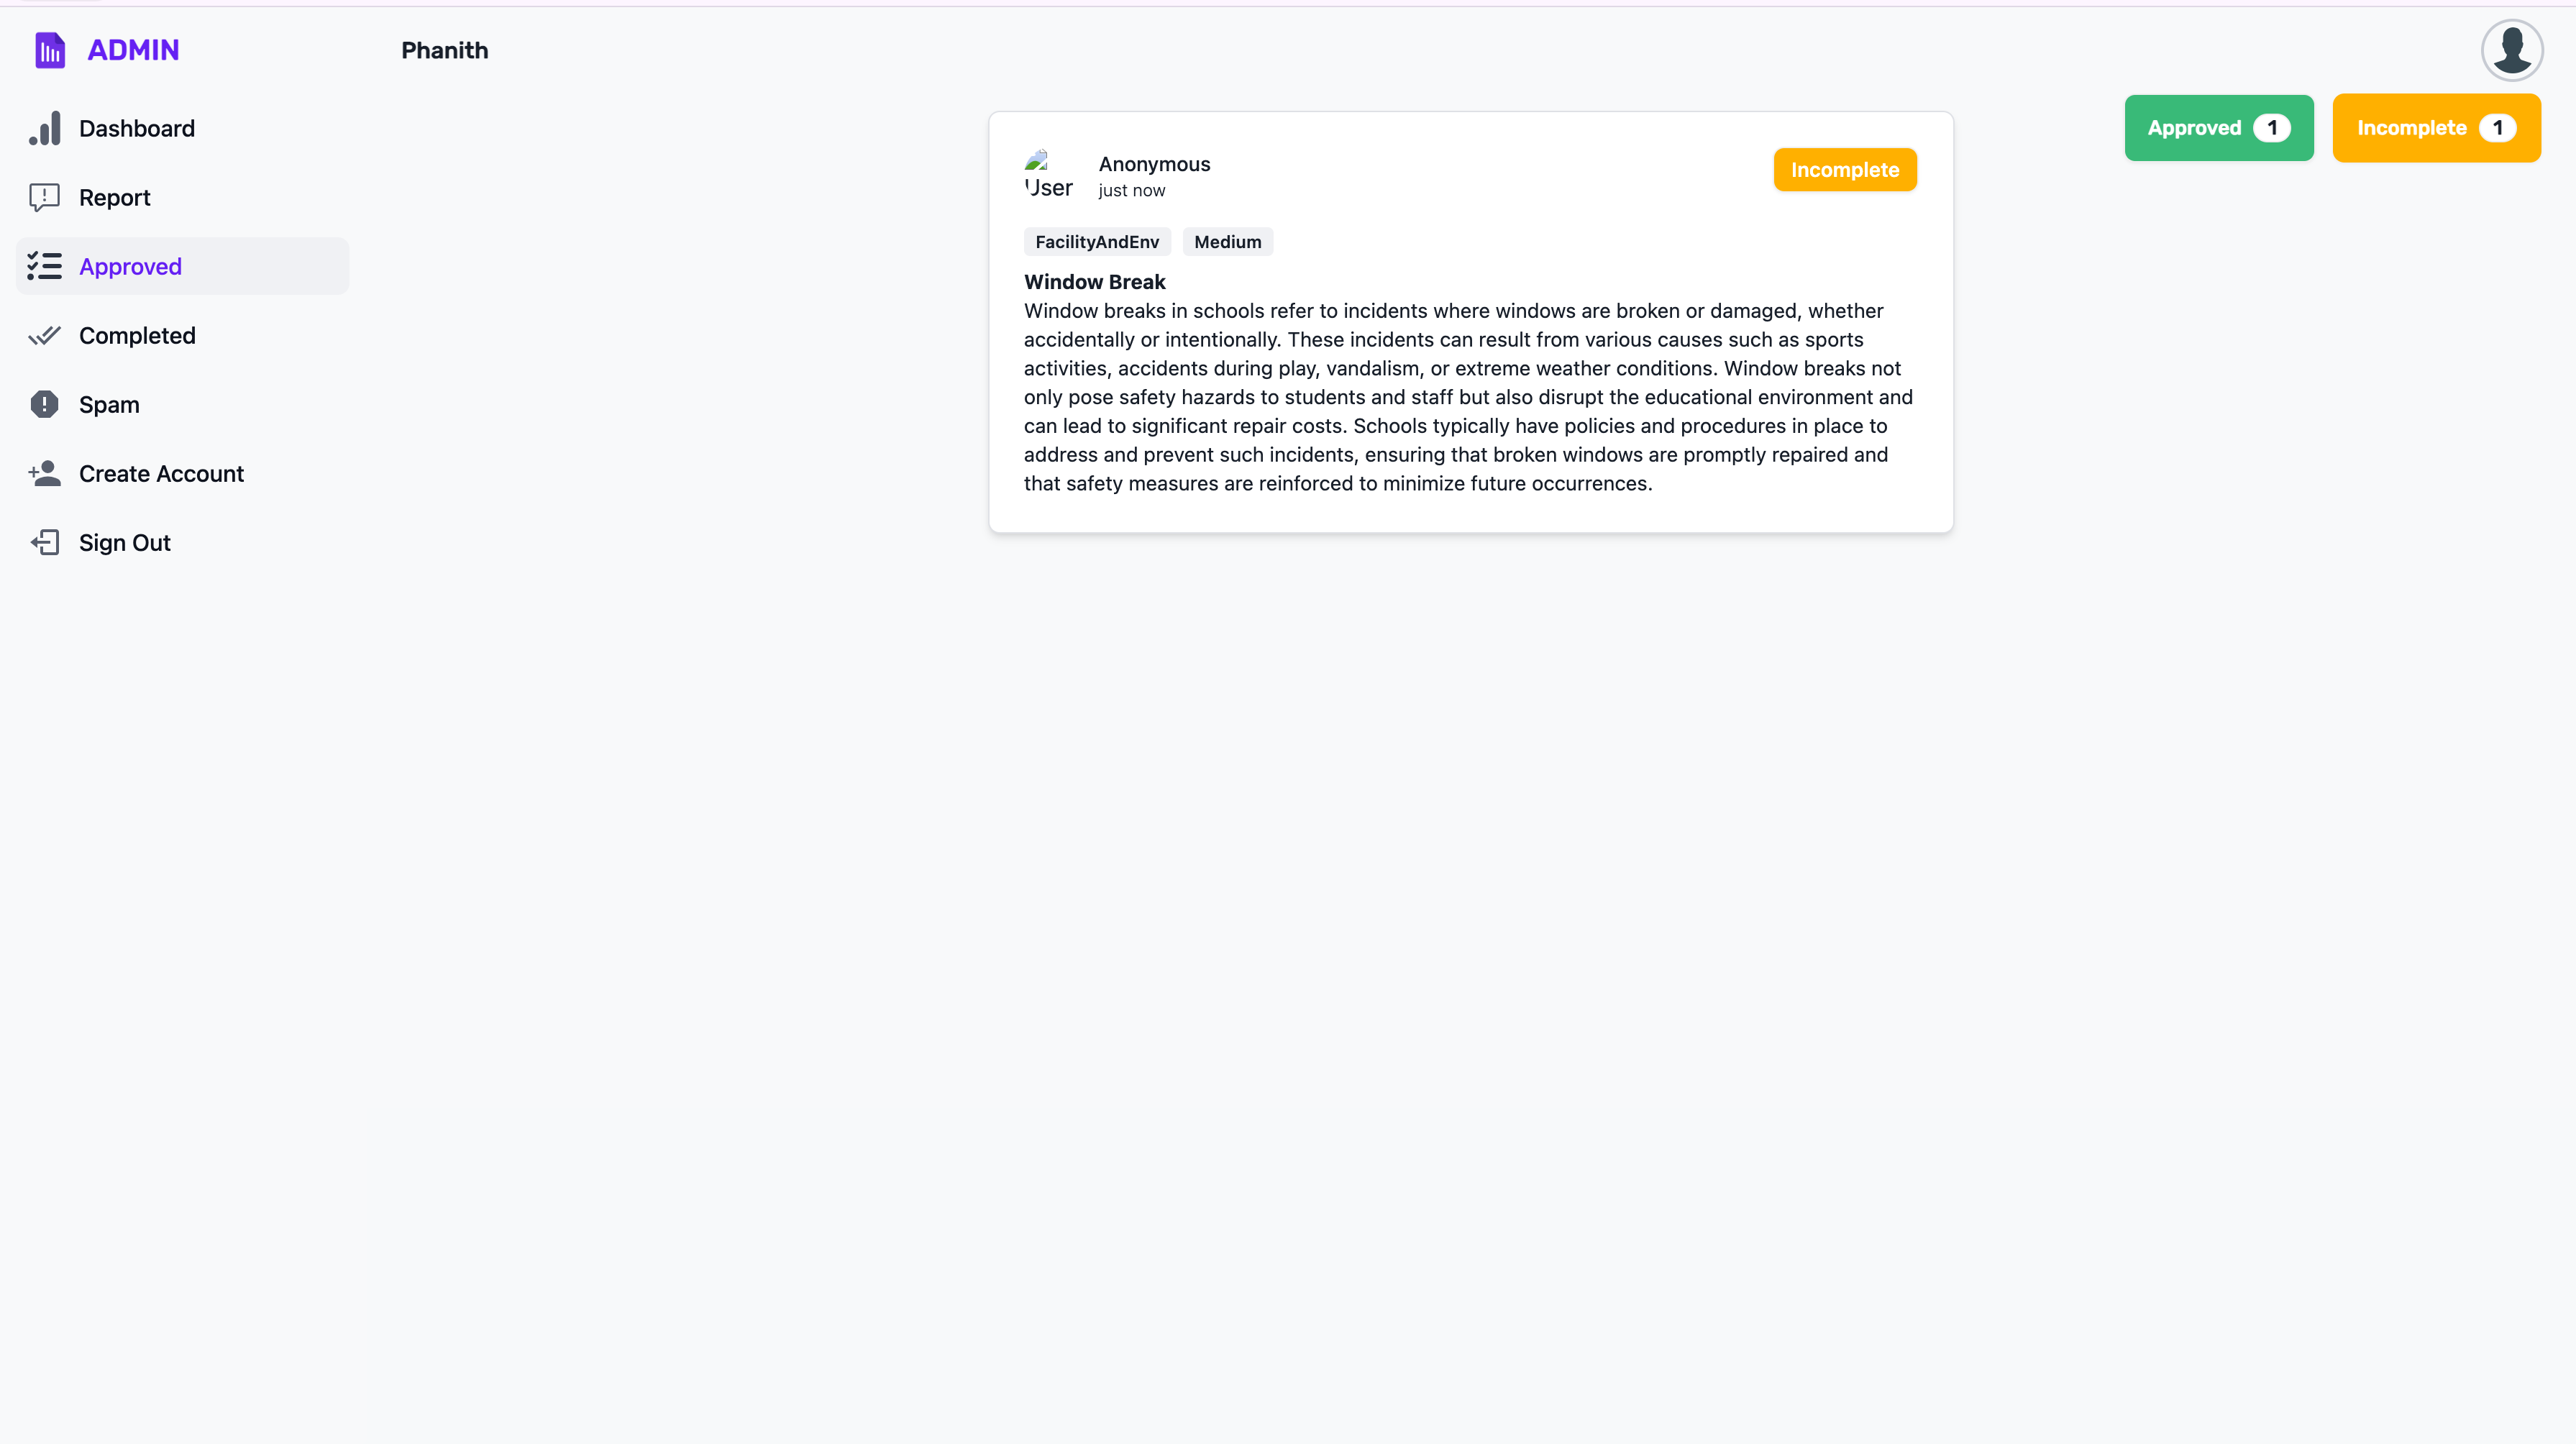 ADMIN
Phanith
Dashboard
Report
Approved
Completed
Spam
Create Account
Sign Out
Approved 1
Incomplete 1
User
Anonymous
just now
Incomplete
FacilityAndEnv
Medium
Window Break
Window breaks in schools refer to incidents where windows are broken or damaged, whether
accidentally or intentionally. These incidents can result from various causes such as sports
activities, accidents during play, vandalism, or extreme weather conditions. Window breaks not
only pose safety hazards to students and staff but also disrupt the educational environment and
can lead to significant repair costs. Schools typically have policies and procedures in place to
address and prevent such incidents, ensuring that broken windows are promptly repaired and
that safety measures are reinforced to minimize future occurrences.